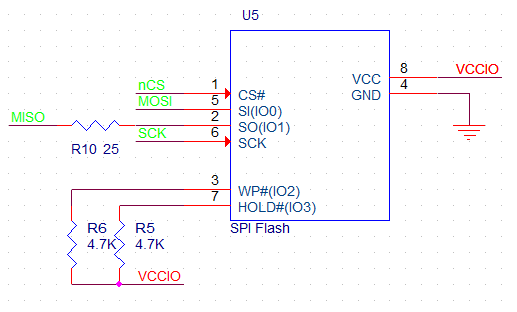 U5
nCS 1 CS#
MOSI 5 SI(IO0)
MISO 2 SO(IO1)
R10 25
SCK 6 SCK
VCC 8 VCCIO
GND 4
3 WP#(IO2)
7 HOLD#(IO3)
SPI Flash
R6 R5
4.7K 4.7K
VCCIO